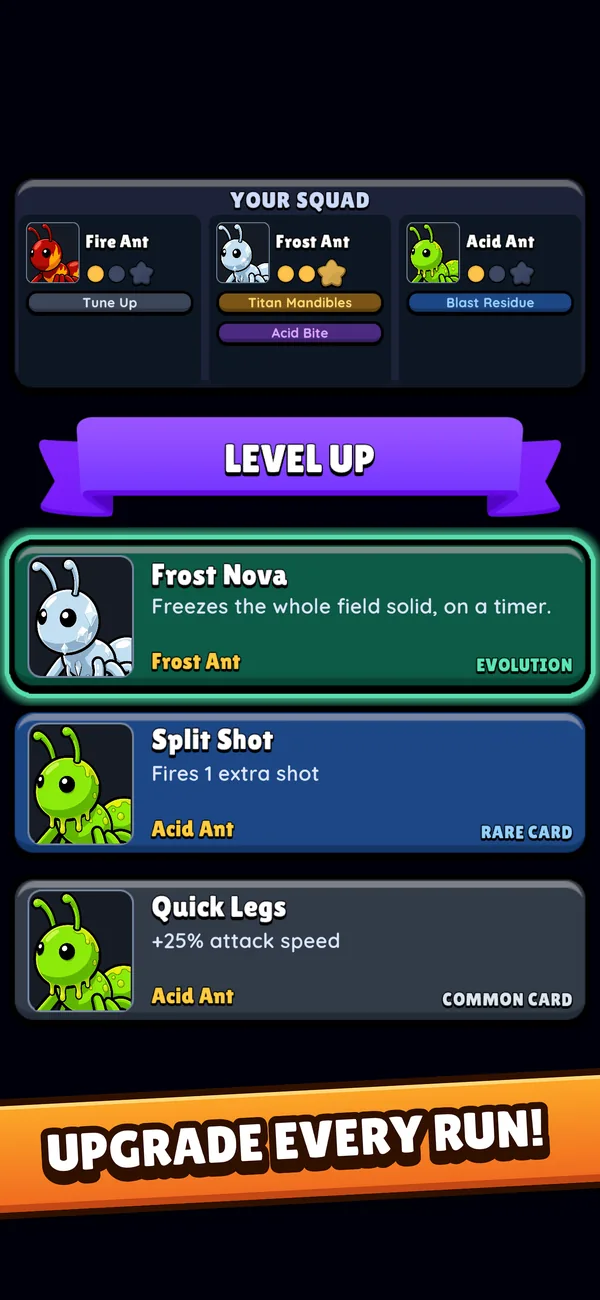 YOUR SQUAD
Fire Ant
Tune Up
Frost Ant
Titan Mandibles
Acid Bite
Acid Ant
Blast Residue
LEVEL UP
Frost Nova
Freezes the whole field solid, on a timer.
Frost Ant
EVOLUTION
Split Shot
Fires 1 extra shot
Acid Ant
RARE CARD
Quick Legs
+25% attack speed
Acid Ant
COMMON CARD
UPGRADE EVERY RUN!